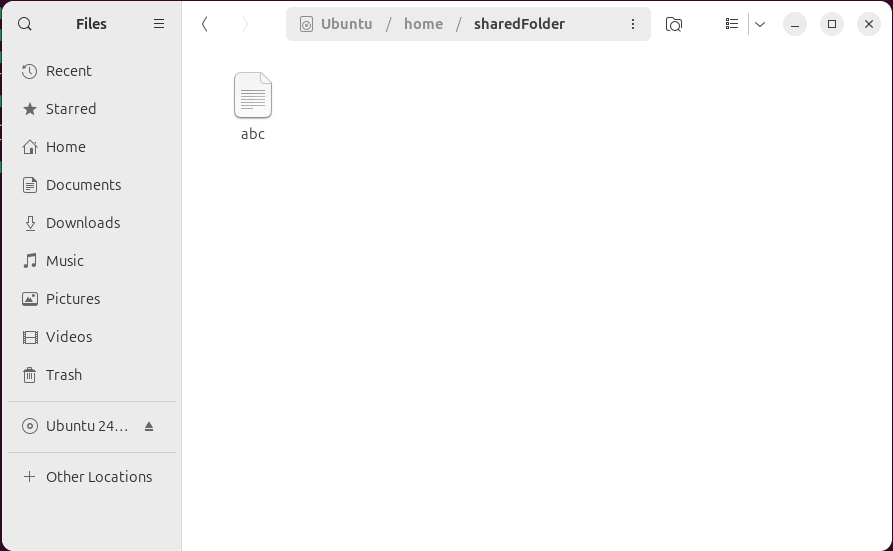 Files
Ubuntu / home / sharedFolder
Recent
Starred
Home
Documents
Downloads
Music
Pictures
Videos
Trash
Ubuntu 24...
Other Locations
abc